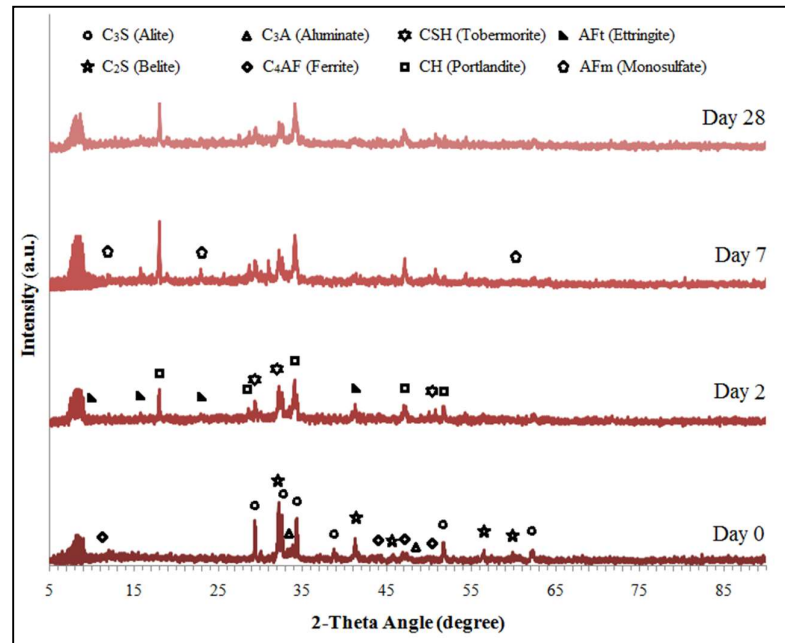 C₃S (Alite) C₃A (Aluminate) CSH (Tobermorite) AFt (Ettringite)
C₂S (Belite) C₄AF (Ferrite) CH (Portlandite) AFm (Monosulfate)
Day 28
Day 7
Day 2
Day 0
Intensity (a.u.)
5 15 25 35 45 55 65 75 85
2-Theta Angle (degree)